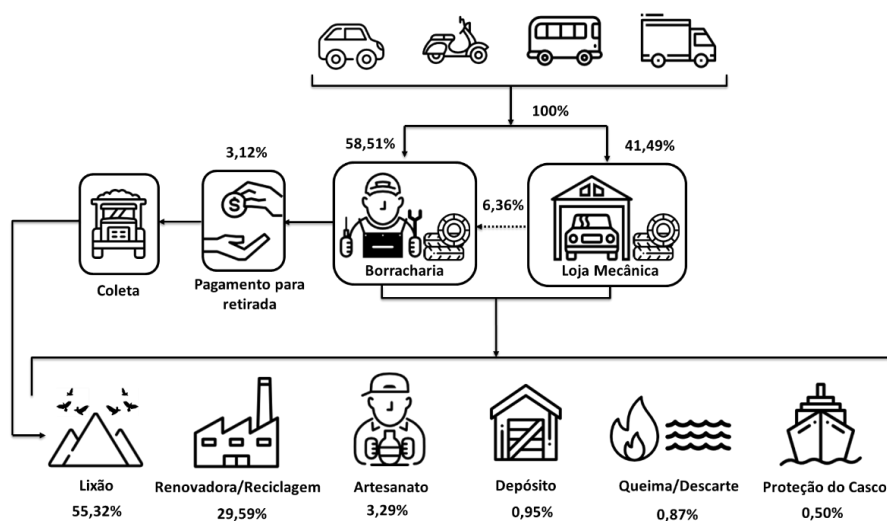 100%
58,51%
41,49%
3,12%
6,36%
$
Borracharia
Loja Mecânica
Coleta
Pagamento para
retirada
Lixão
Renovadora/Reciclagem
Artesanato
Depósito
Queima/Descarte
Proteção do Casco
55,32%
29,59%
3,29%
0,95%
0,87%
0,50%